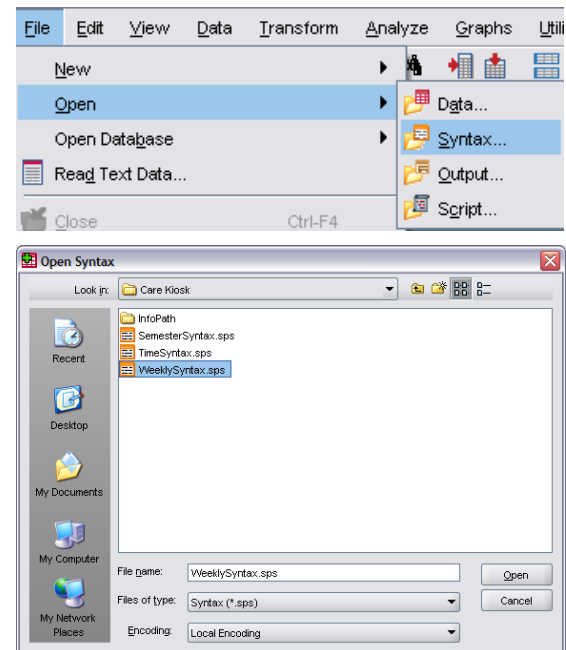 File Edit View Data Transform Analyze Graphs Utili
New
Open
Data...
Open Database
Syntax...
Read Text Data...
Output...
Close Ctrl-F4
Script...
Open Syntax
Look in: Care Kiosk
InfoPath
SemesterSyntax.sps
TimeSyntax.sps
WeeklySyntax.sps
Recent
Desktop
My Documents
My Computer
My Network
Places
File name: WeeklySyntax.sps Open
Files of type: Syntax (*.sps) Cancel
Encoding: Local Encoding